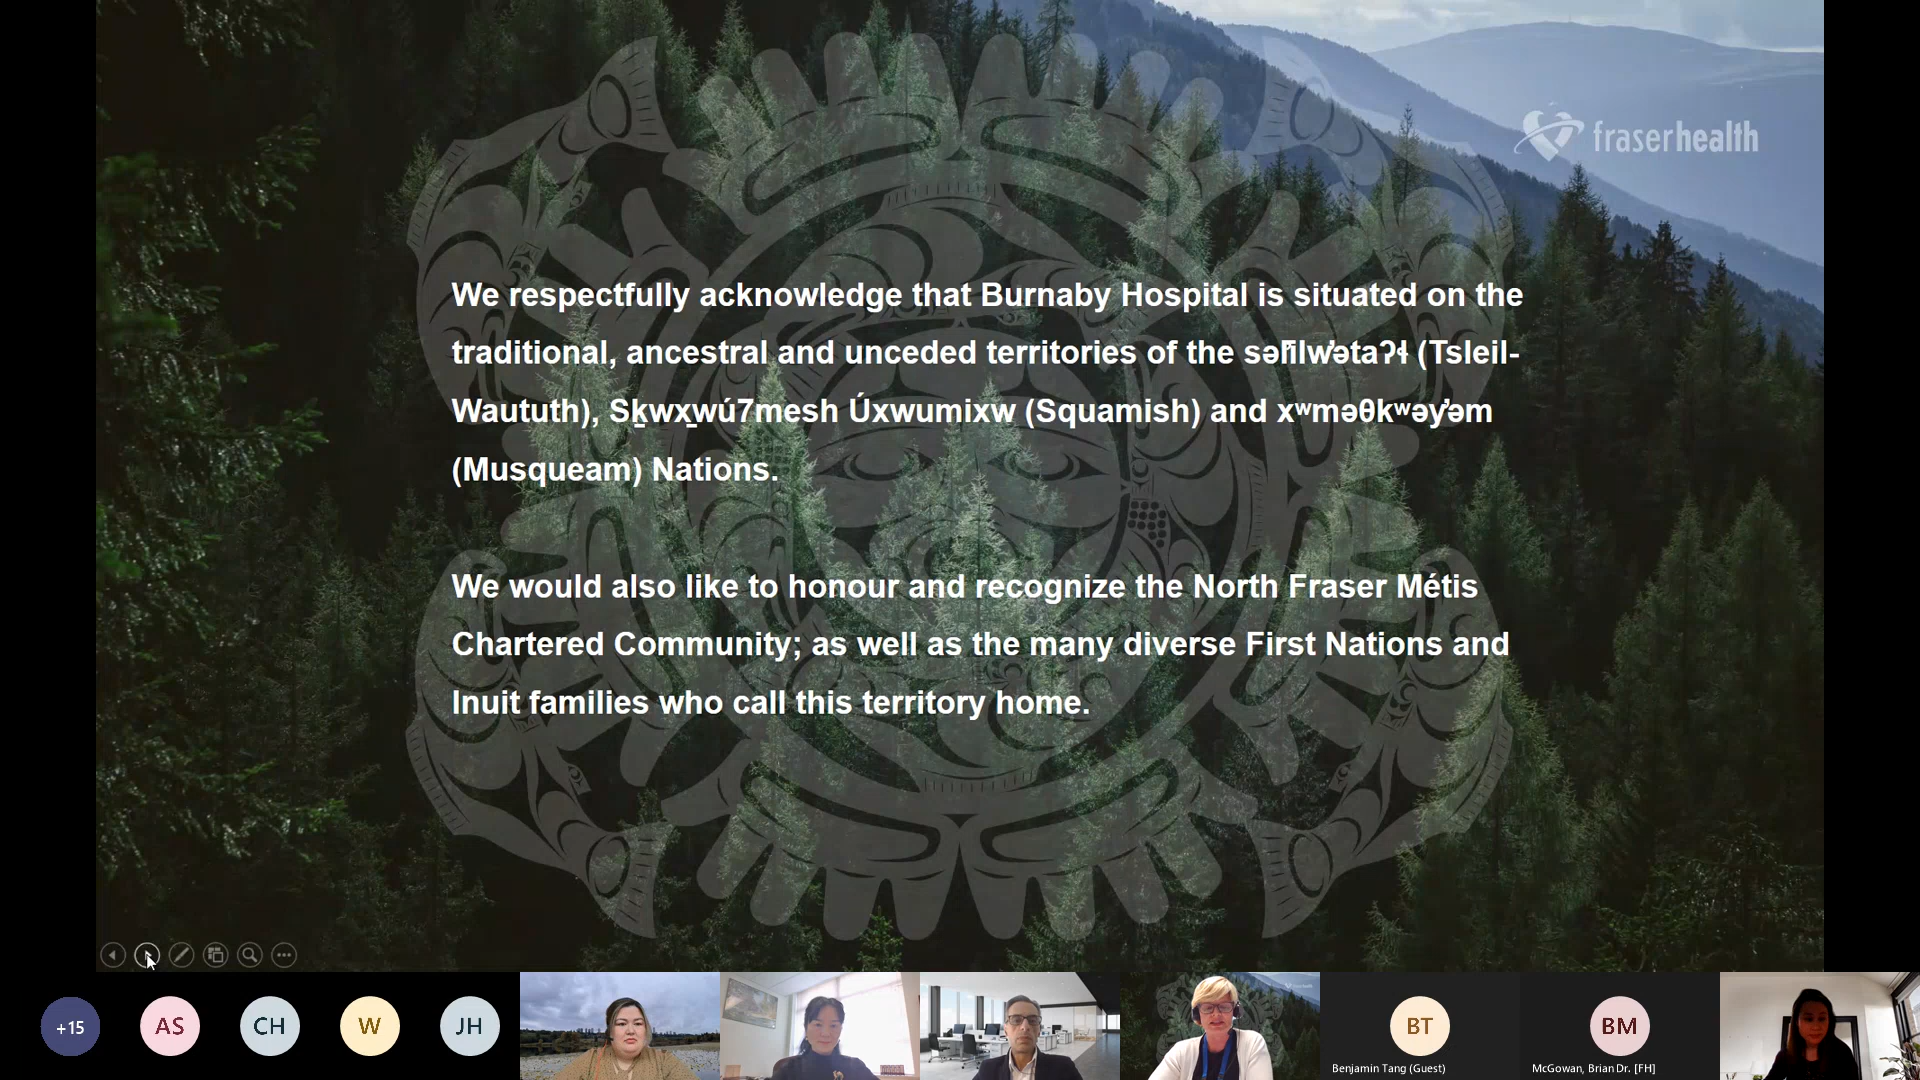 fraserhealth
We respectfully acknowledge that Burnaby Hospital is situated on the
traditional, ancestral and unceded territories of the səl̓ilw̓ətaʔɬ (Tsleil-
Waututh), Sḵwx̱wú7mesh Úxwumixw (Squamish) and xʷməθkʷəy̓əm
(Musqueam) Nations.
We would also like to honour and recognize the North Fraser Métis
Chartered Community; as well as the many diverse First Nations and
Inuit families who call this territory home.
+15
AS
CH
W
JH
BT
Benjamin Tang (Guest)
BM
McGowan, Brian Dr. [FH]